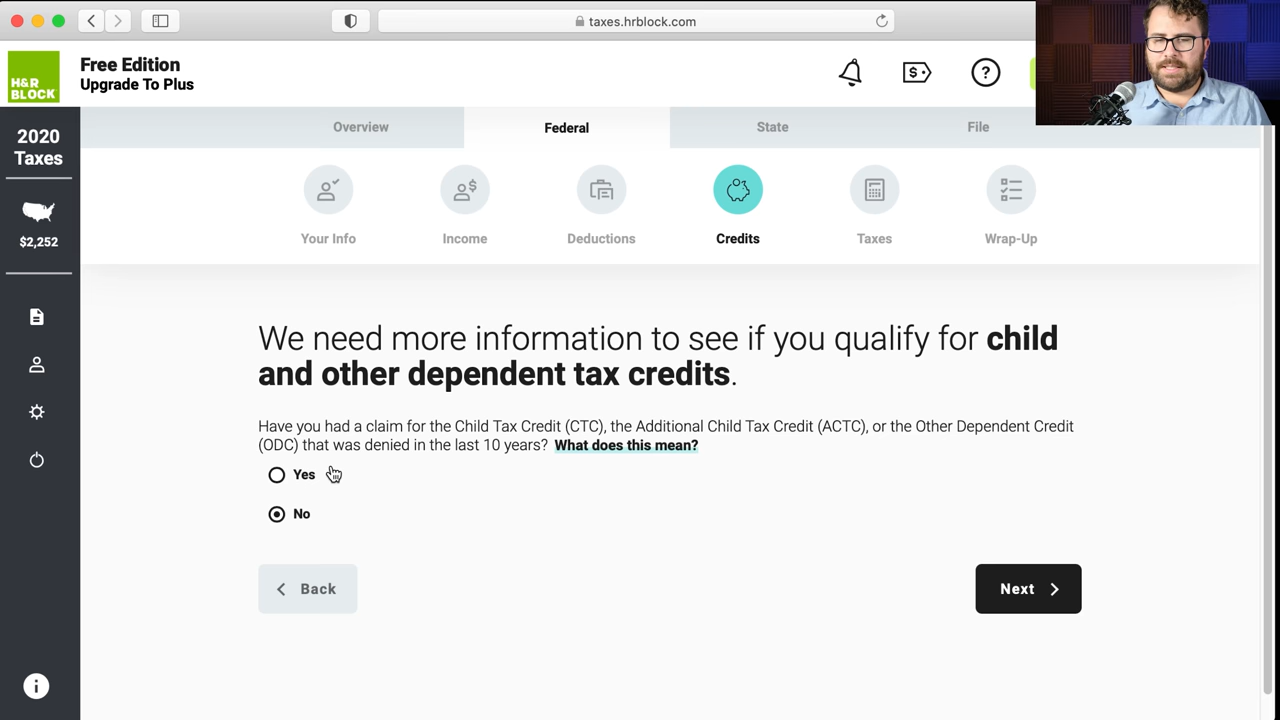 taxes.hrblock.com
H&R
BLOCK
Free Edition
Upgrade To Plus
?
2020
Taxes
$2,252
Overview
Federal
State
File
Your Info
Income
Deductions
Credits
Taxes
Wrap-Up
We need more information to see if you qualify for child
and other dependent tax credits.
Have you had a claim for the Child Tax Credit (CTC), the Additional Child Tax Credit (ACTC), or the Other Dependent Credit
(ODC) that was denied in the last 10 years? What does this mean?
Yes
No
Back
Next